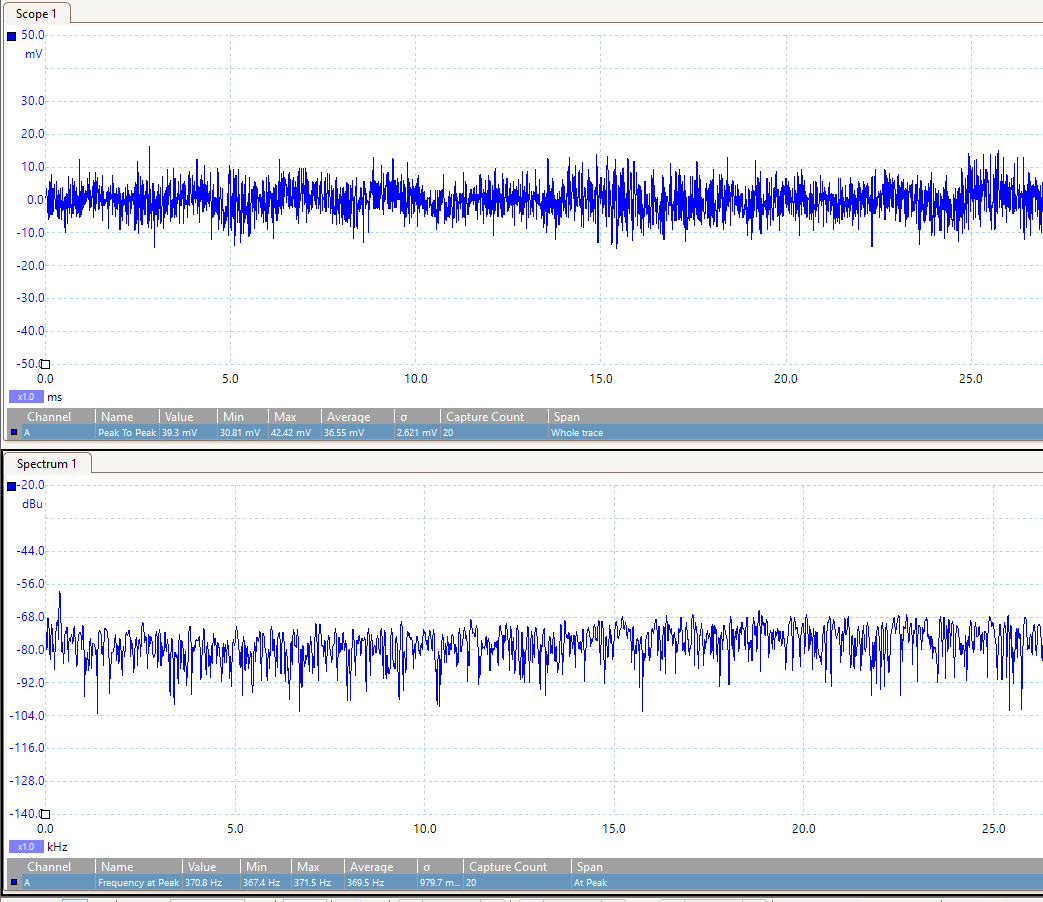 Scope 1
50.0
mV
30.0
20.0
10.0
0.0
-10.0
-20.0
-30.0
-40.0
-50.0
0.0 5.0 10.0 15.0 20.0 25.0
x1.0 ms
Channel Name Value Min Max Average σ Capture Count Span
A Peak To Peak 39.3 mV 30.81 mV 42.42 mV 36.55 mV 2.621 mV 20 Whole trace
Spectrum 1
-20.0
dBu
-44.0
-56.0
-68.0
-80.0
-92.0
-104.0
-116.0
-128.0
-140.0
0.0 5.0 10.0 15.0 20.0 25.0
x1.0 kHz
Channel Name Value Min Max Average σ Capture Count Span
A Frequency at Peak 370.8 Hz 367.4 Hz 371.5 Hz 369.5 Hz 979.7 m... 20 At Peak